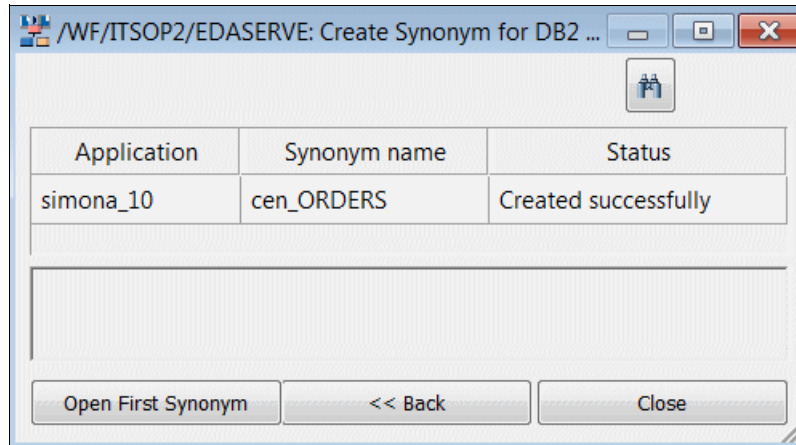 /WF/ITSOP2/EDASERVE: Create Synonym for DB2 ...
Application Synonym name Status
simona_10 cen_ORDERS Created successfully
Open First Synonym << Back Close